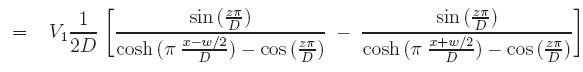 = V_1 \frac{1}{2D} \left[ \frac{\sin\left(\frac{z\pi}{D}\right)}{\cosh\left(\pi \frac{x-w/2}{D}\right) - \cos\left(\frac{z\pi}{D}\right)} - \frac{\sin\left(\frac{z\pi}{D}\right)}{\cosh\left(\pi \frac{x+w/2}{D}\right) - \cos\left(\frac{z\pi}{D}\right)} \right]